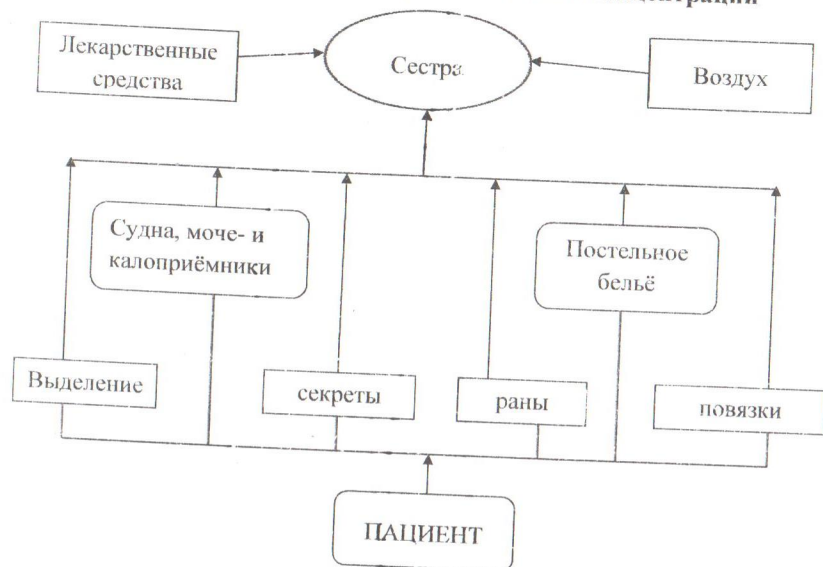 Лекарственные
средства
Сестра
Воздух
Судна, моче- и
калоприёмники
Постельное
бельё
Выделение
секреты
раны
повязки
ПАЦИЕНТ